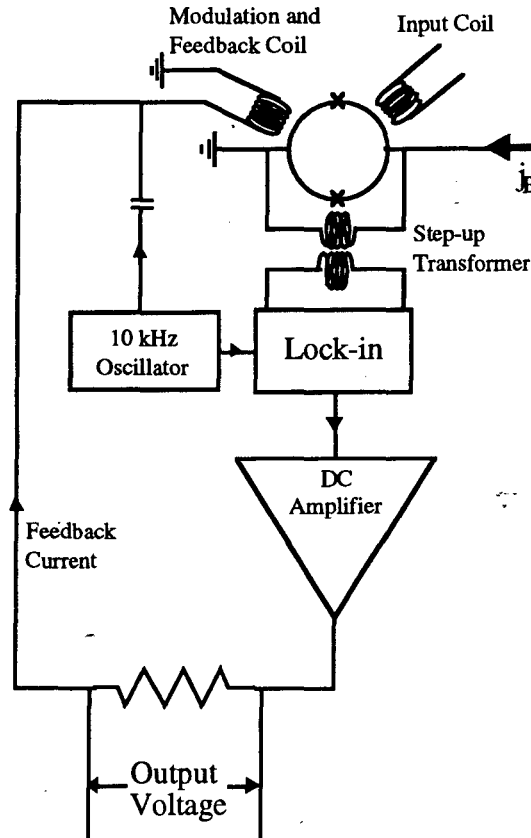 Modulation and
Feedback Coil
Input Coil
Step-up
Transformer
10 kHz
Oscillator
Lock-in
DC
Amplifier
Feedback
Current
Output
Voltage